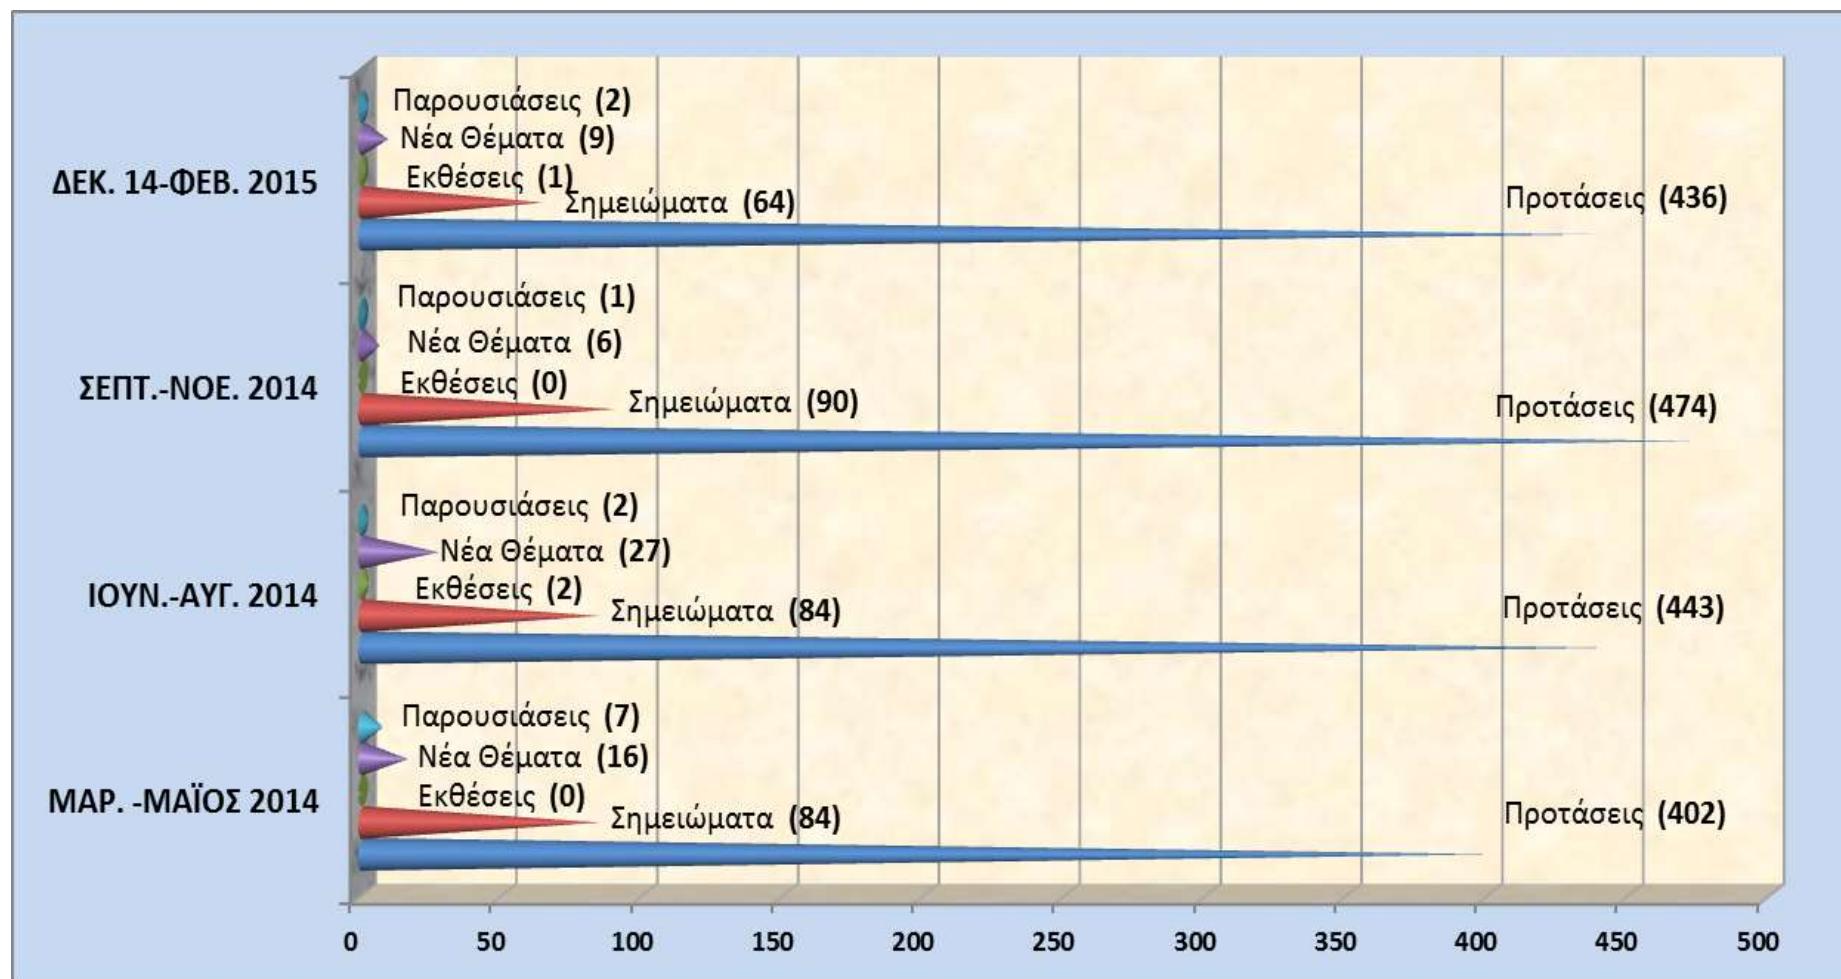 Παρουσιάσεις (2)
Νέα Θέματα (9)
ΔΕΚ. 14-ΦΕΒ. 2015
Εκθέσεις (1)
Σημειώματα (64)
Προτάσεις (436)
Παρουσιάσεις (1)
Νέα Θέματα (6)
ΣΕΠΤ.-ΝΟΕ. 2014
Εκθέσεις (0)
Σημειώματα (90)
Προτάσεις (474)
Παρουσιάσεις (2)
Νέα Θέματα (27)
ΙΟΥΝ.-ΑΥΓ. 2014
Εκθέσεις (2)
Σημειώματα (84)
Προτάσεις (443)
Παρουσιάσεις (7)
Νέα Θέματα (16)
ΜΑΡ. -ΜΑΪΟΣ 2014
Εκθέσεις (0)
Σημειώματα (84)
Προτάσεις (402)
0 50 100 150 200 250 300 350 400 450 500